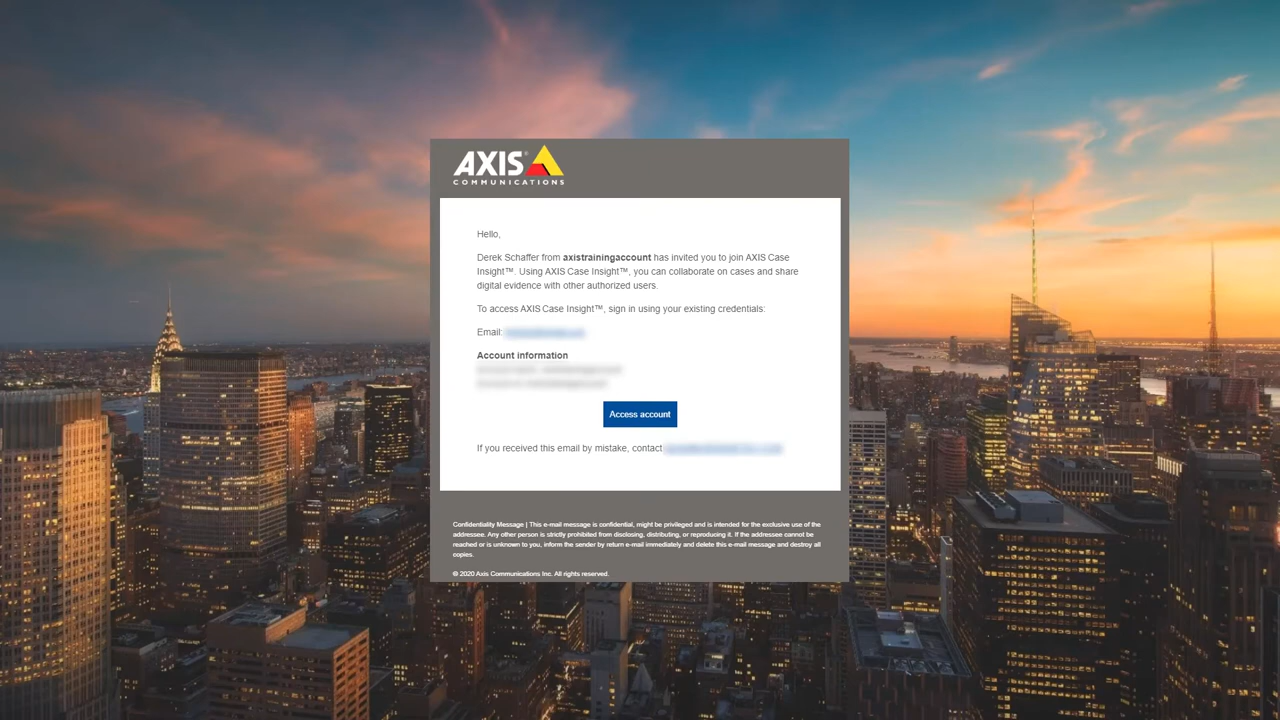 AXIS
COMMUNICATIONS
Hello,
Derek Schaffer from axistrainingaccount has invited you to join AXIS Case
Insight™. Using AXIS Case Insight™, you can collaborate on cases and share
digital evidence with other authorized users.
To access AXIS Case Insight™, sign in using your existing credentials:
Email:
Account information
Access account
If you received this email by mistake, contact
Confidentiality Message | This e-mail message is confidential, might be privileged and is intended for the exclusive use of the
addressee. Any other person is strictly prohibited from disclosing, distributing, or reproducing it. If the addressee cannot be
reached or is unknown to you, inform the sender by return e-mail immediately and delete this e-mail message and destroy all
copies.
© 2020 Axis Communications Inc. All rights reserved.